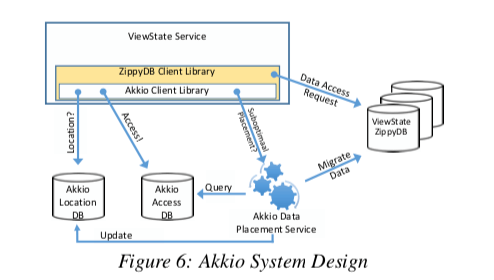 ViewState Service
ZippyDB Client Library
Akkio Client Library
Data Access
Request
Location?
Access!
Suboptimaal
Placement?
ViewState
ZippyDB
Migrate
Data
Akkio
Location
DB
Akkio
Access
DB
Query
Akkio Data
Placement Service
Update
Figure 6: Akkio System Design